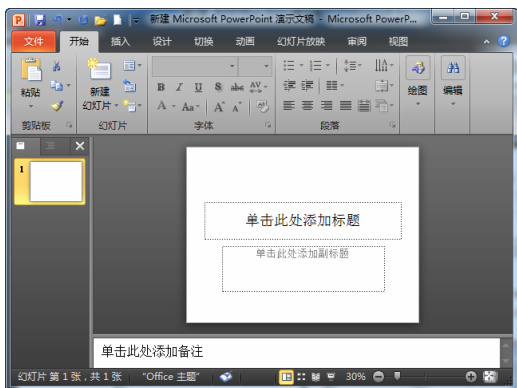 新建 Microsoft PowerPoint 演示文稿 - Microsoft PowerP...
文件 开始 插入 设计 切换 动画 幻灯片放映 审阅 视图
粘贴 新建 幻灯片 B I U S abc AV A Aa A A 绘图 编辑
剪贴板 幻灯片 字体 段落
1
单击此处添加标题
单击此处添加副标题
单击此处添加备注
幻灯片 第 1 张，共 1 张 "Office 主题" 30%